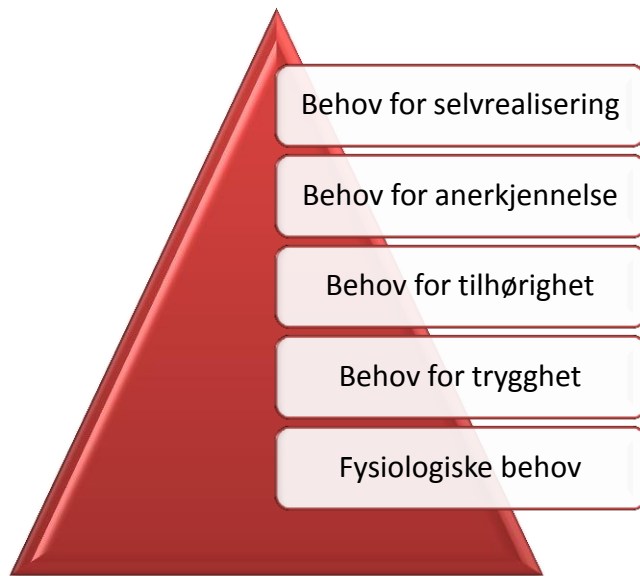 Behov for selvrealisering
Behov for anerkjennelse
Behov for tilhørighet
Behov for trygghet
Fysiologiske behov